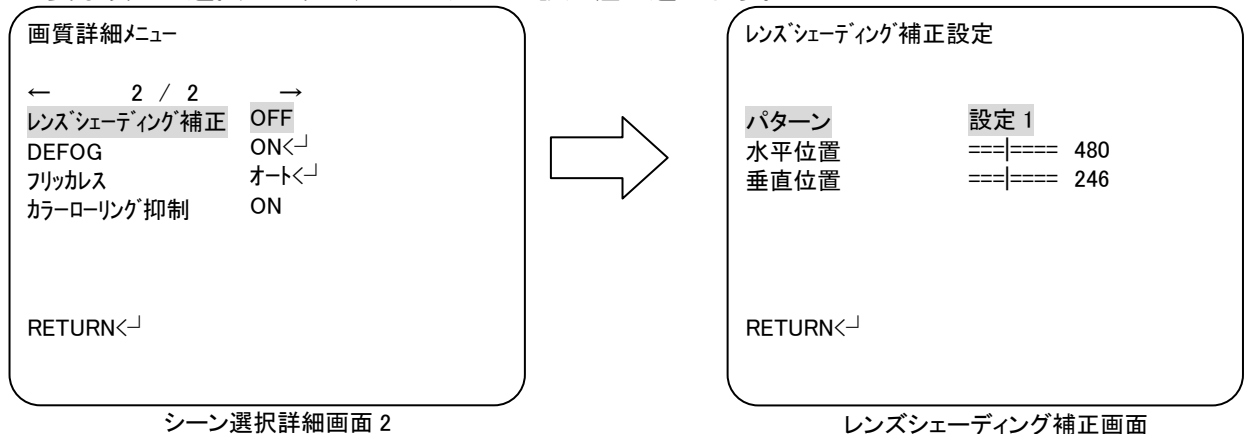 画質詳細メニュー
← 2 / 2 →
レンズシェーディング補正 OFF
DEFOG ON<┘
フリッカレス オート<┘
カラーローリング抑制 ON
RETURN<┘
シーン選択詳細画面 2
レンズシェーディング補正設定
パターン 設定 1
水平位置 ===|==== 480
垂直位置 ===|==== 246
RETURN<┘
レンズシェーディング補正画面